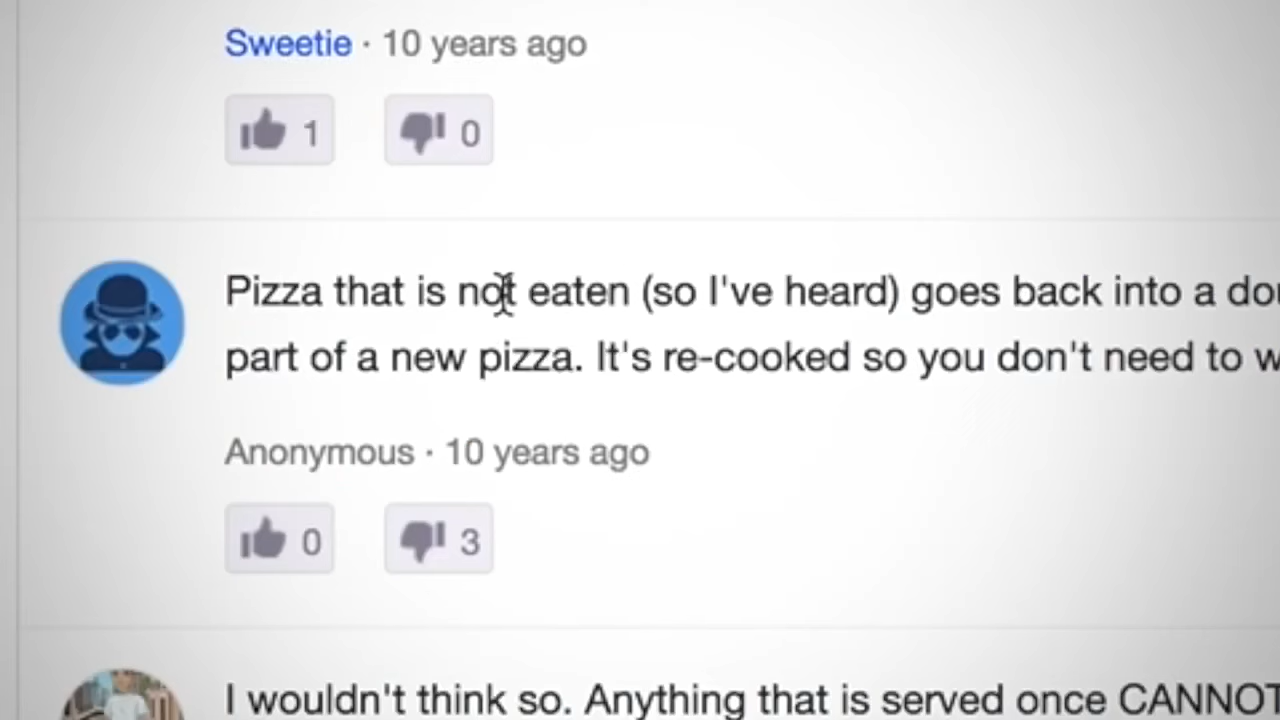 Sweetie · 10 years ago
1 0
Pizza that is not eaten (so I've heard) goes back into a
part of a new pizza. It's re-cooked so you don't need to
Anonymous · 10 years ago
0 3
I wouldn't think so. Anything that is served once CANNOT